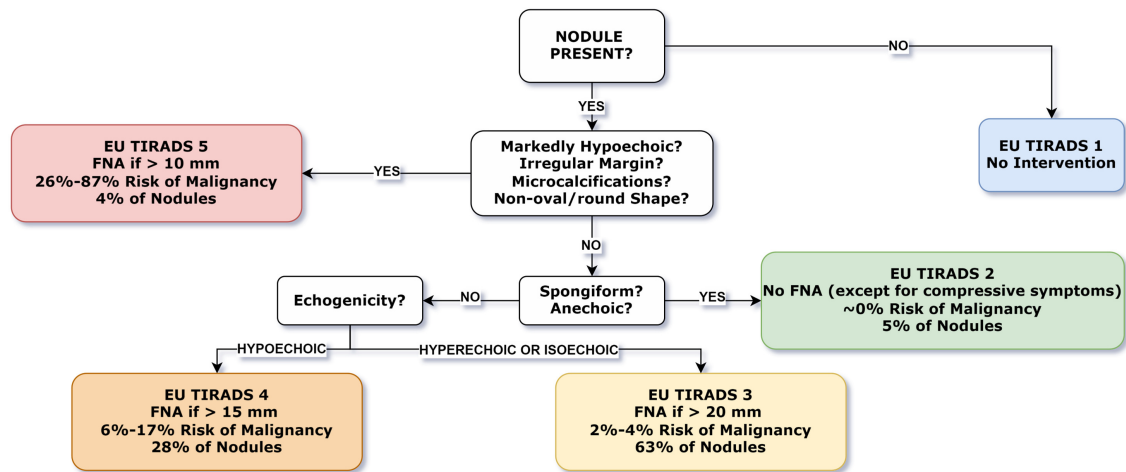 NODULE
PRESENT?
NO
YES
EU TIRADS 1
No Intervention
Markedly Hypoechoic?
Irregular Margin?
Microcalcifications?
Non-oval/round Shape?
YES
EU TIRADS 5
FNA if > 10 mm
26%-87% Risk of Malignancy
4% of Nodules
NO
Spongiform?
Anechoic?
YES
EU TIRADS 2
No FNA (except for compressive symptoms)
~0% Risk of Malignancy
5% of Nodules
NO
Echogenicity?
HYPOECHOIC
HYPERECHOIC OR ISOECHOIC
EU TIRADS 4
FNA if > 15 mm
6%-17% Risk of Malignancy
28% of Nodules
EU TIRADS 3
FNA if > 20 mm
2%-4% Risk of Malignancy
63% of Nodules